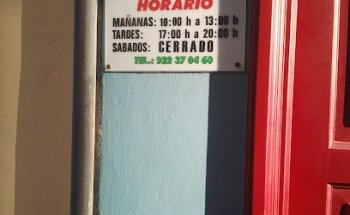 HORARIO
MAÑANAS: 10:00 h a 13:00 h
TARDES: 17:00 h a 20:00 h
SABADOS: CERRADO
TEL.: 922 37 04 60